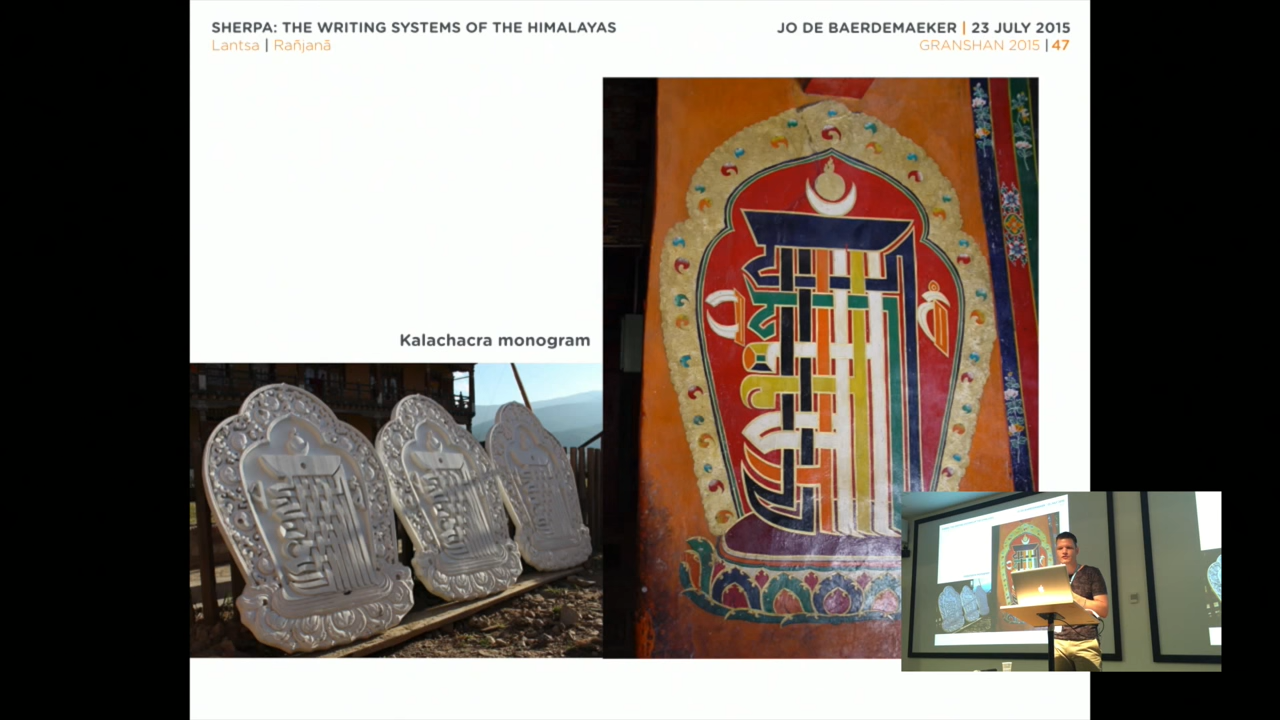 SHERPA: THE WRITING SYSTEMS OF THE HIMALAYAS
Lantsa | Rañjanā
JO DE BAERDEMAEKER | 23 JULY 2015
GRANSHAN 2015 | 47
Kalachacra monogram